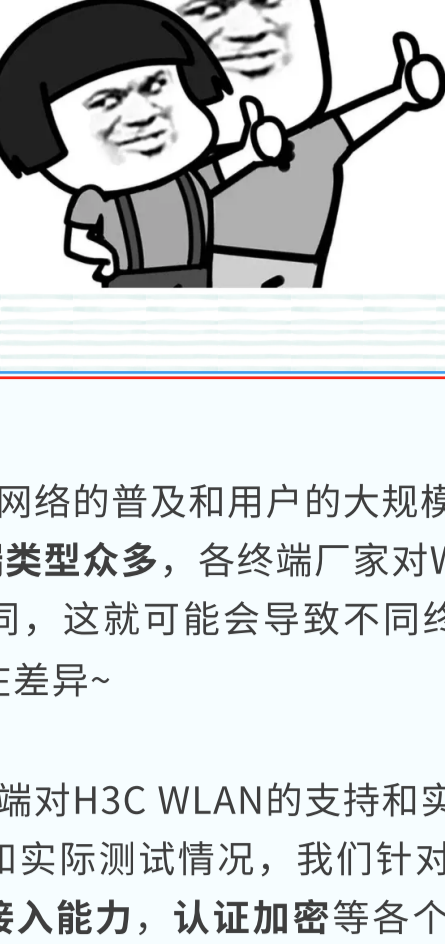 网络的普及和用户的大规模
类型众多，各终端厂家对W
同，这就可能会导致不同终
在差异~
端对H3C WLAN的支持和实
和实际测试情况，我们针对
接入能力，认证加密等各个